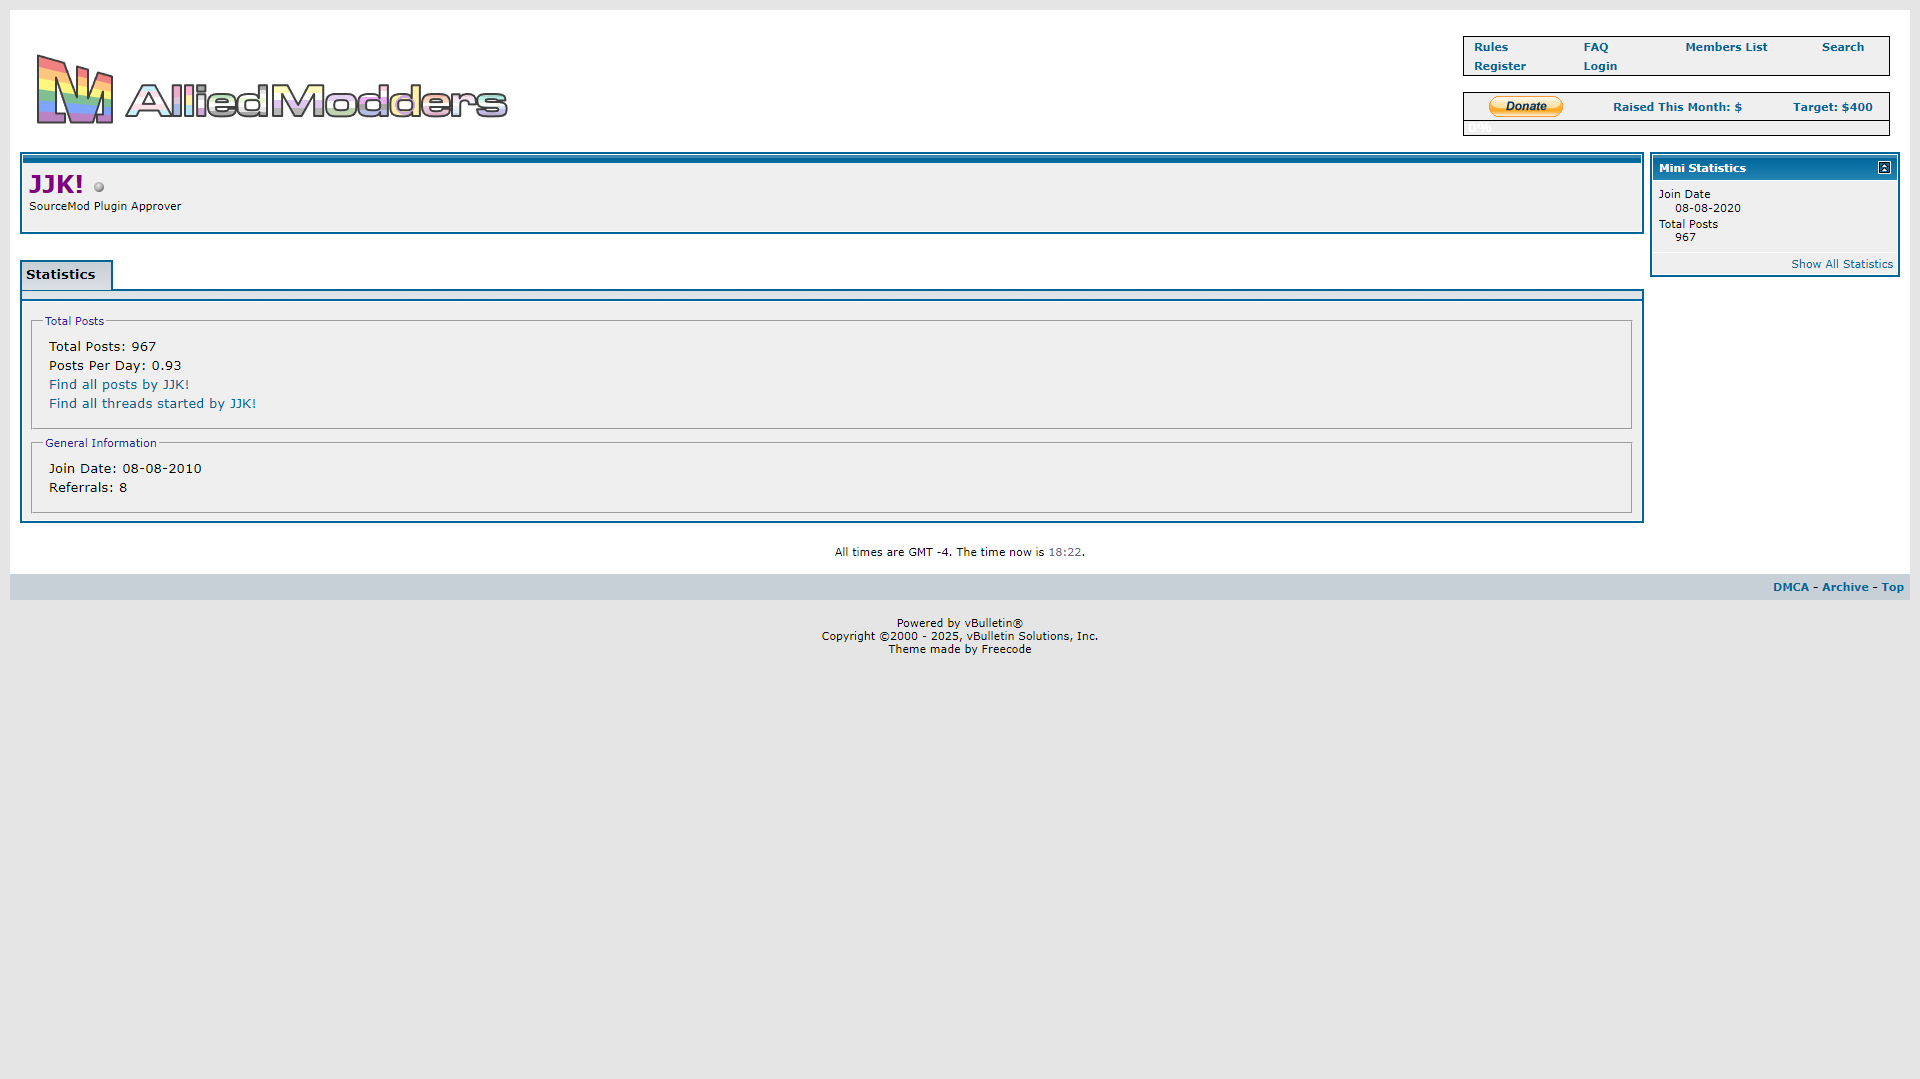 AlliedModders
Rules FAQ Members List Search
Register Login
Donate Raised This Month: $ Target: $400
0%
JJK!
SourceMod Plugin Approver
Mini Statistics
Join Date
08-08-2020
Total Posts
967
Show All Statistics
Statistics
Total Posts
Total Posts: 967
Posts Per Day: 0.93
Find all posts by JJK!
Find all threads started by JJK!
General Information
Join Date: 08-08-2010
Referrals: 8
All times are GMT -4. The time now is 18:22.
DMCA - Archive - Top
Powered by vBulletin®
Copyright ©2000 - 2025, vBulletin Solutions, Inc.
Theme made by Freecode